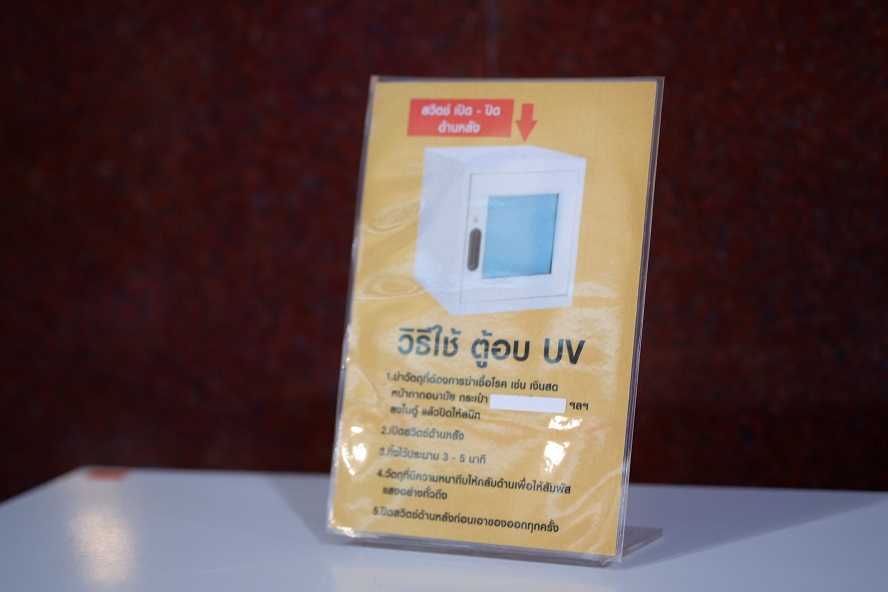 สวิตช์ เปิด - ปิด
ด้านหลัง
วิธีใช้ ตู้อบ UV
1.นำวัตถุที่ต้องการฆ่าเชื้อโรค เช่น เงินสด
หน้ากากอนามัย กระเป๋า ฯลฯ
ลงในตู้ แล้วปิดให้สนิท
2.เปิดสวิตช์ด้านหลัง
3.ทิ้งไว้ประมาณ 3 - 5 นาที
4.วัตถุที่มีความหนาทึบให้กลับด้านเพื่อให้สัมผัส
แสงอย่างทั่วถึง
5.ปิดสวิตช์ด้านหลังก่อนเอาของออกทุกครั้ง